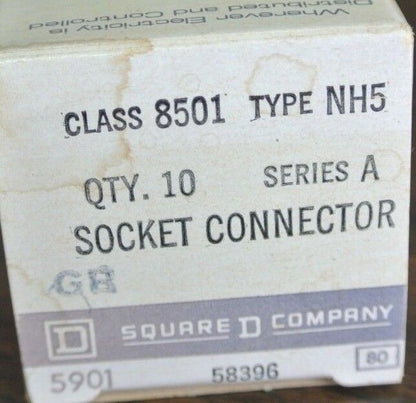 Wherever Electricity is
Distributed and Controlled
CLASS 8501 TYPE NH5
QTY. 10 SERIES A
SOCKET CONNECTOR
GB
D SQUARE D COMPANY
5901 58396 80